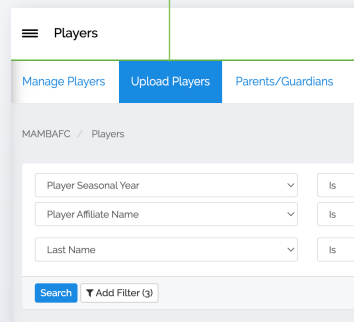 Players
Manage Players Upload Players Parents/Guardians
MAMBAFC / Players
Player Seasonal Year Is
Player Affiliate Name Is
Last Name Is
Search Add Filter (3)